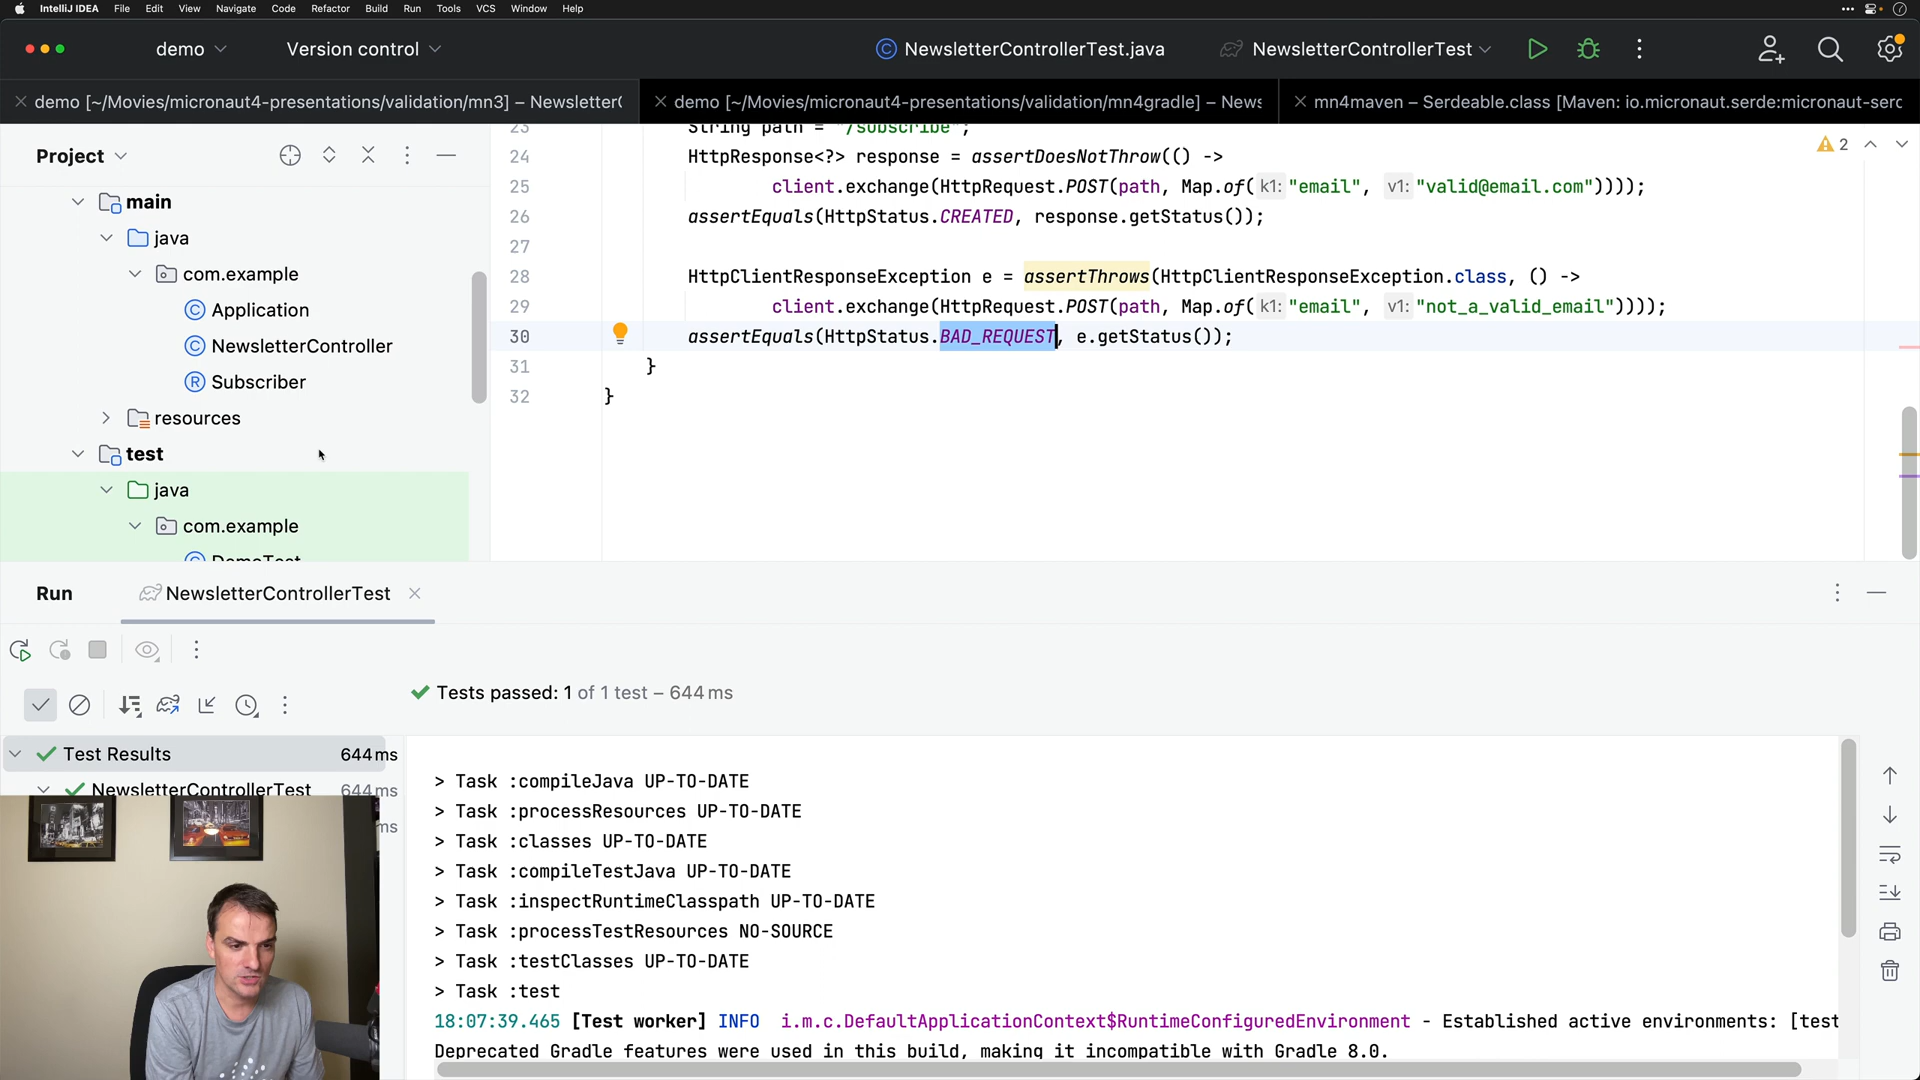 IntelliJ IDEA File Edit View Navigate Code Refactor Build Run Tools VCS Window Help
demo Version control NewsletterControllerTest.java NewsletterControllerTest
demo [~/Movies/micronaut4-presentations/validation/mn3] – Newsletter
demo [~/Movies/micronaut4-presentations/validation/mn4gradle] – News
mn4maven – Serdeable.class [Maven: io.micronaut.serde:micronaut-serd
Project
main
java
com.example
Application
NewsletterController
Subscriber
resources
test
java
com.example
DemoTest
2
23 String path = "/subscribe";
24 HttpResponse<?> response = assertDoesNotThrow(() ->
25 client.exchange(HttpRequest.POST(path, Map.of( k1: "email", v1: "valid@email.com"))));
26 assertEquals(HttpStatus.CREATED, response.getStatus());
27
28 HttpClientResponseException e = assertThrows(HttpClientResponseException.class, () ->
29 client.exchange(HttpRequest.POST(path, Map.of( k1: "email", v1: "not_a_valid_email"))));
30 assertEquals(HttpStatus.BAD_REQUEST, e.getStatus());
31 }
32 }
Run NewsletterControllerTest
Tests passed: 1 of 1 test – 644 ms
Test Results 644 ms
NewsletterControllerTest 644 ms
ms
> Task :compileJava UP-TO-DATE
> Task :processResources UP-TO-DATE
> Task :classes UP-TO-DATE
> Task :compileTestJava UP-TO-DATE
> Task :inspectRuntimeClasspath UP-TO-DATE
> Task :processTestResources NO-SOURCE
> Task :testClasses UP-TO-DATE
> Task :test
18:07:39.465 [Test worker] INFO i.m.c.DefaultApplicationContext$RuntimeConfiguredEnvironment - Established active environments: [test
Deprecated Gradle features were used in this build, making it incompatible with Gradle 8.0.